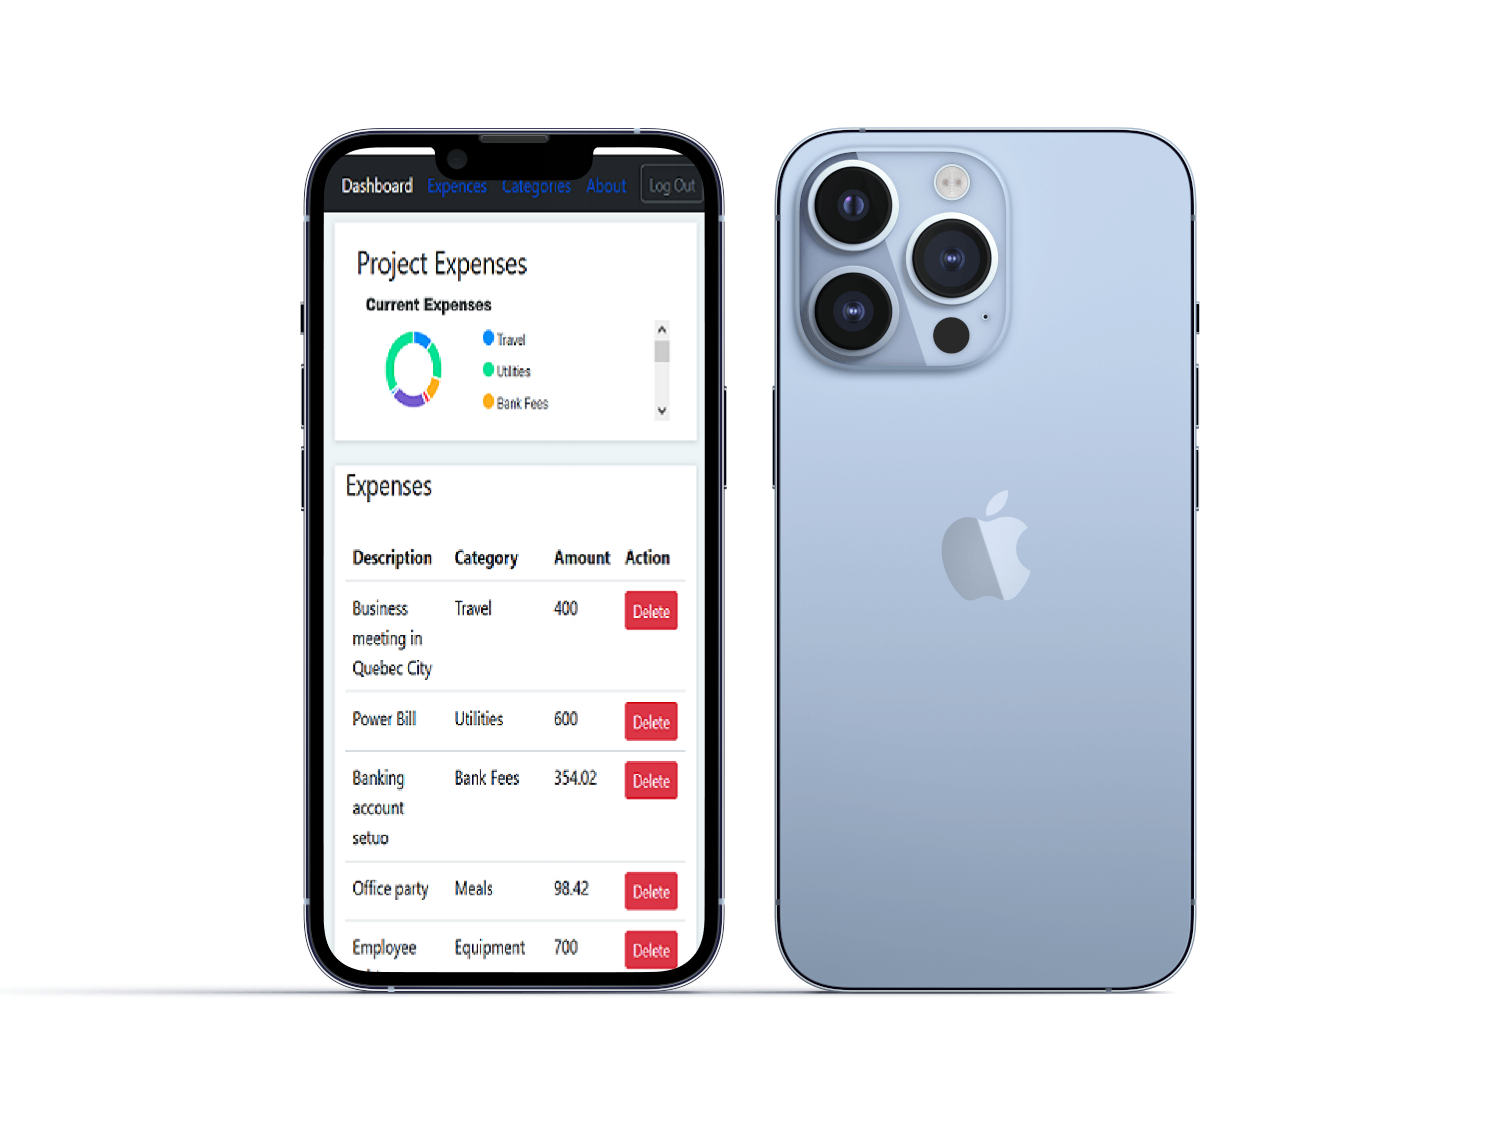 Dashboard Expences Categories About Log Out
Project Expenses
Current Expenses
Travel
Utilities
Bank Fees
Expenses
Description Category Amount Action
Business Travel 400 Delete
meeting in
Quebec City
Power Bill Utilities 600 Delete
Banking Bank Fees 354.02 Delete
account
setup
Office party Meals 98.42 Delete
Employee Equipment 700 Delete